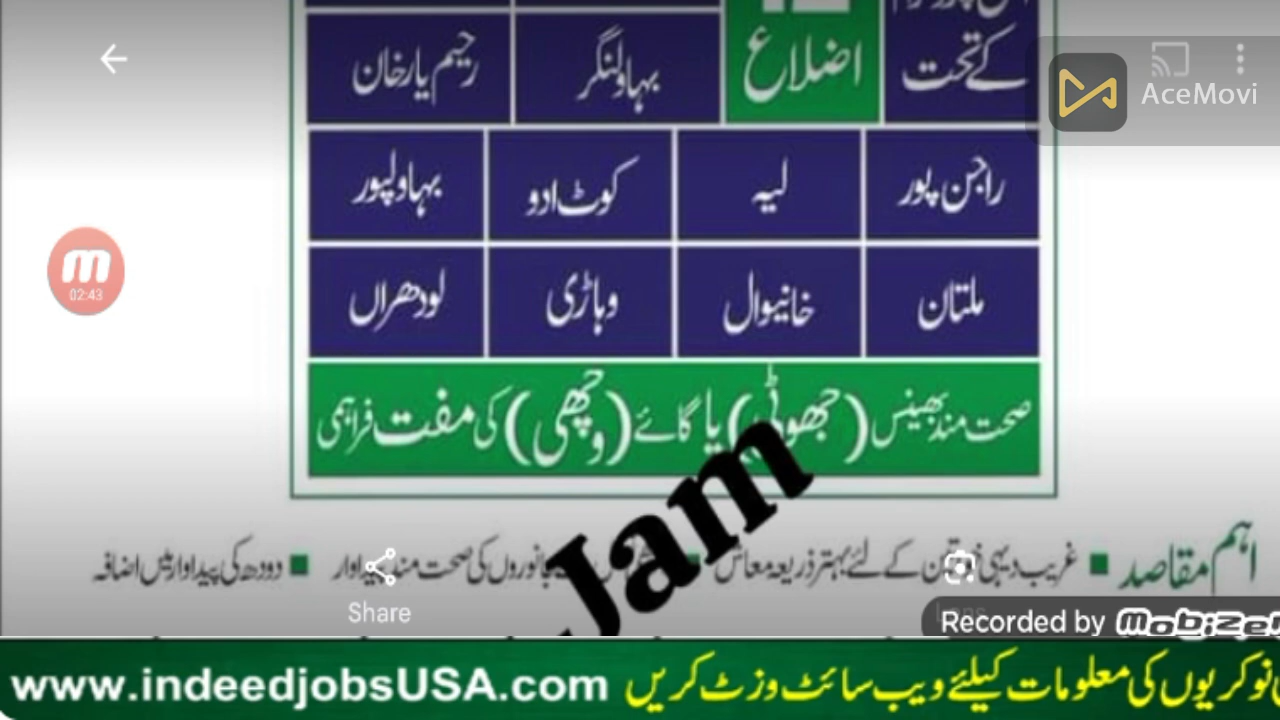 کے تحت
اضلاع
بہاولنگر
رحیم یار خان
AceMovi
راجن پور
لیہ
کوٹ ادو
بہاولپور
02:43
ملتان
خانیوال
وہاڑی
لودھراں
صحت مند بھینس (جھوٹی) یا گائے (وچھی) کی مفت فراہمی
Jam
اہم مقاصد
غریب دیہی خواتین کے لئے بہتر ذریعہ معاش
جانوروں کی صحت مند پیداوار
دودھ کی پیداوار میں اضافہ
Share
Lens
Recorded by Mobizen
نوکریوں کی معلومات کیلئے ویب سائٹ وزٹ کریں www.indeedjobsUSA.com